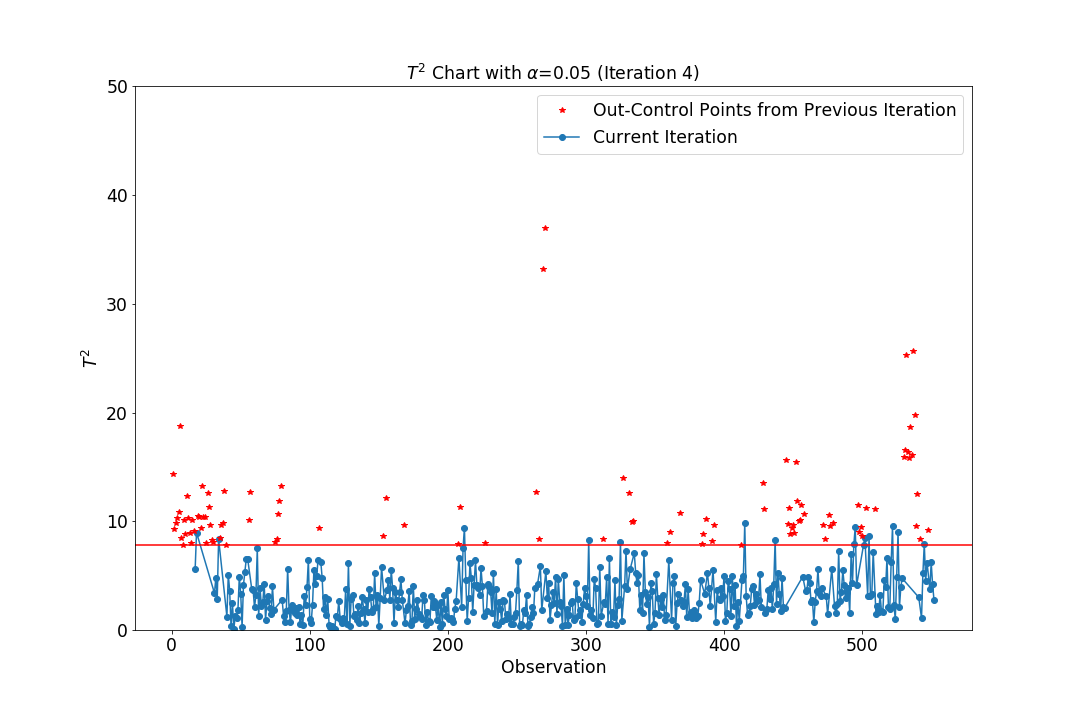 T² Chart with α=0.05 (Iteration 4)
Out-Control Points from Previous Iteration
Current Iteration
50
40
30
20
10
0
T²
0 100 200 300 400 500
Observation